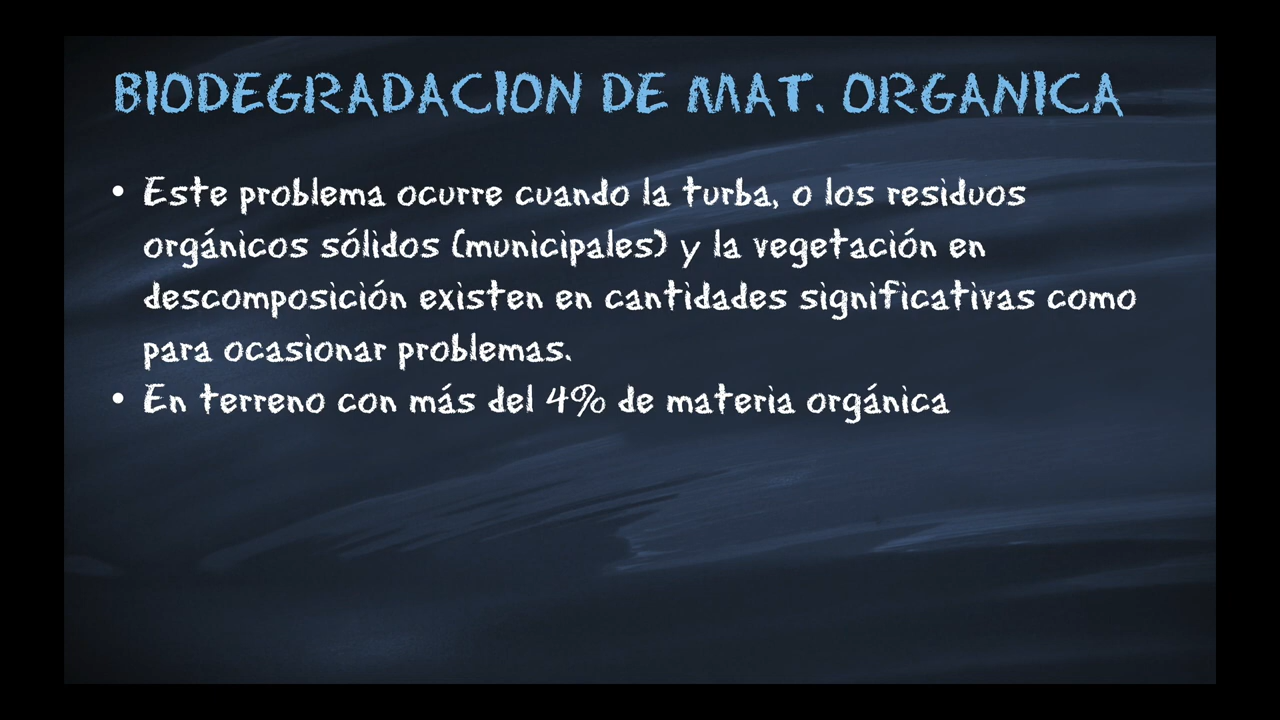 BIODEGRADACION DE MAT. ORGANICA
• Este problema ocurre cuando la turba, o los residuos
orgánicos sólidos (municipales) y la vegetación en
descomposición existen en cantidades significativas como
para ocasionar problemas.
• En terreno con más del 4% de materia orgánica